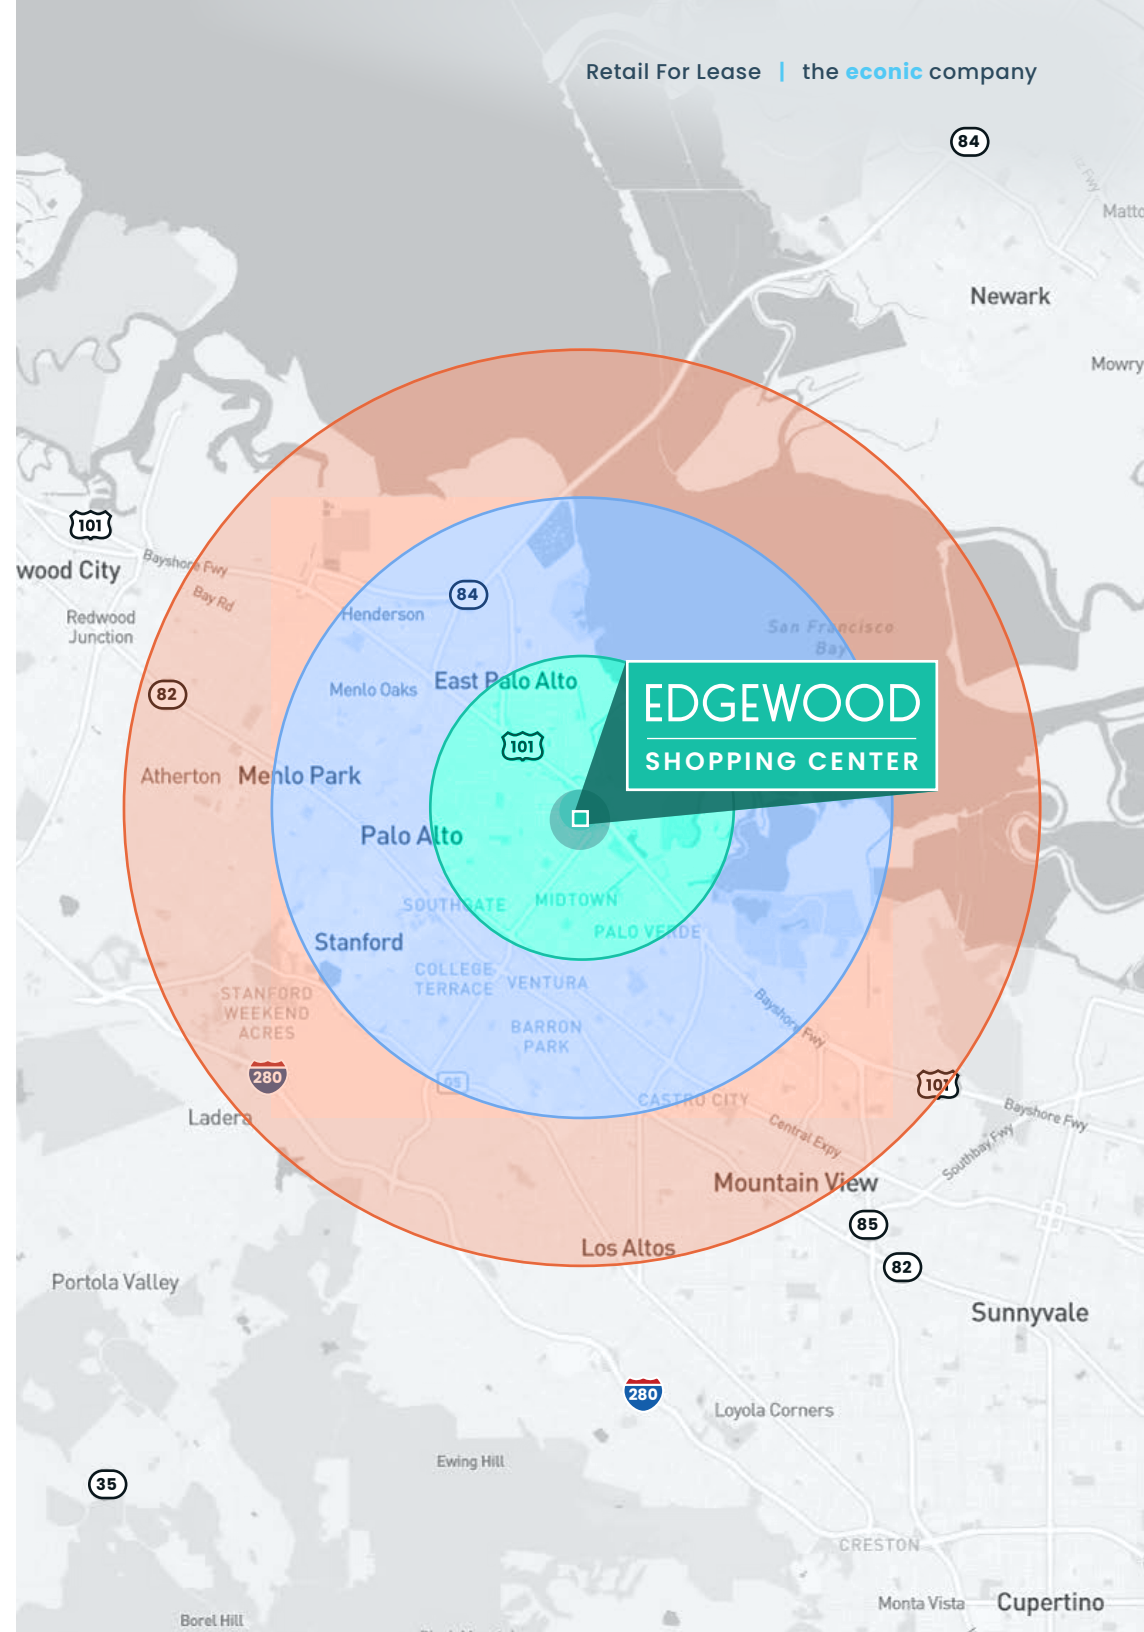 Retail For Lease | the econic company
84
Matto
Newark
Mowry
101
wood City
Bayshore Fwy
Bay Rd
Redwood
Junction
84
Henderson
San Francisco
Bay
82
Menlo Oaks
East Palo Alto
EDGEWOOD
SHOPPING CENTER
101
Atherton
Menlo Park
Palo Alto
SOUTHGATE
MIDTOWN
PALO VERDE
Stanford
COLLEGE
TERRACE
VENTURA
STANFORD
WEEKEND
ACRES
BARRON
PARK
Bayshore Fwy
280
G5
CASTRO CITY
101
Ladera
Bayshore Fwy
Central Expy
Southbay Fwy
Mountain View
85
Los Altos
82
Portola Valley
Sunnyvale
280
Loyola Corners
Ewing Hill
35
CRESTON
Monta Vista
Cupertino
Borel Hill